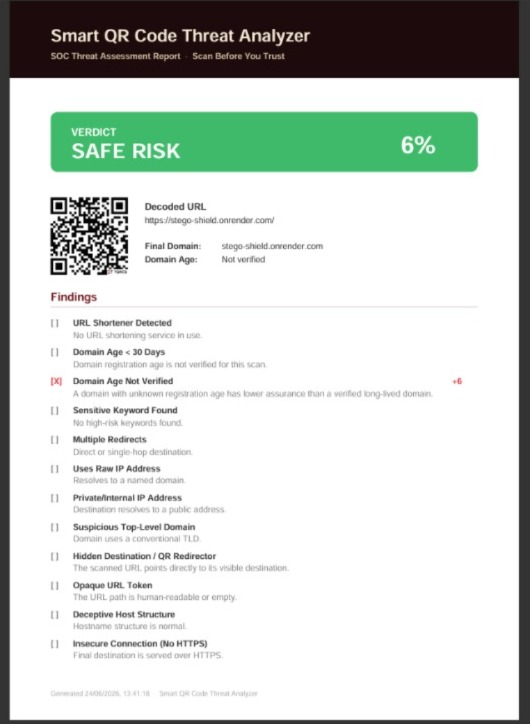 Smart QR Code Threat Analyzer
SOC Threat Assessment Report · Scan Before You Trust
VERDICT
SAFE RISK
6%
Decoded URL
https://stego-shield.onrender.com/
Final Domain: stego-shield.onrender.com
Domain Age: Not verified
Findings
[ ] URL Shortener Detected
No URL shortening service in use.
[ ] Domain Age < 30 Days
Domain registration age is not verified for this scan.
[X] Domain Age Not Verified +6
A domain with unknown registration age has lower assurance than a verified long-lived domain.
[ ] Sensitive Keyword Found
No high-risk keywords found.
[ ] Multiple Redirects
Direct or single-hop destination.
[ ] Uses Raw IP Address
Resolves to a named domain.
[ ] Private/Internal IP Address
Destination resolves to a public address.
[ ] Suspicious Top-Level Domain
Domain uses a conventional TLD.
[ ] Hidden Destination / QR Redirector
The scanned URL points directly to its visible destination.
[ ] Opaque URL Token
The URL path is human-readable or empty.
[ ] Deceptive Host Structure
Hostname structure is normal.
[ ] Insecure Connection (No HTTPS)
Final destination is served over HTTPS.
Generated 24/06/2026, 13:41:18 · Smart QR Code Threat Analyzer